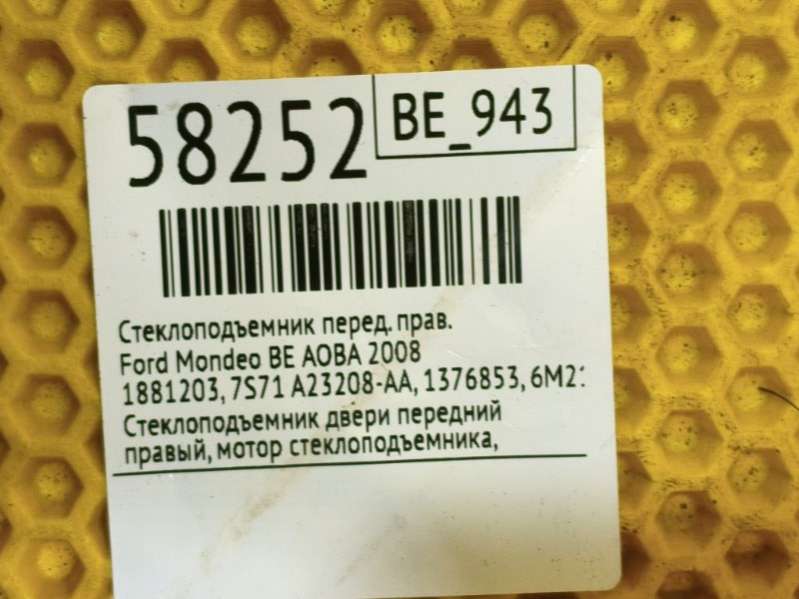 58252
BE_943
Стеклоподъемник перед. прав.
Ford Mondeo BE AOBA 2008
1881203, 7S71 A23208-AA, 1376853, 6M21
Стеклоподъемник двери передний
правый, мотор стеклоподъемника,